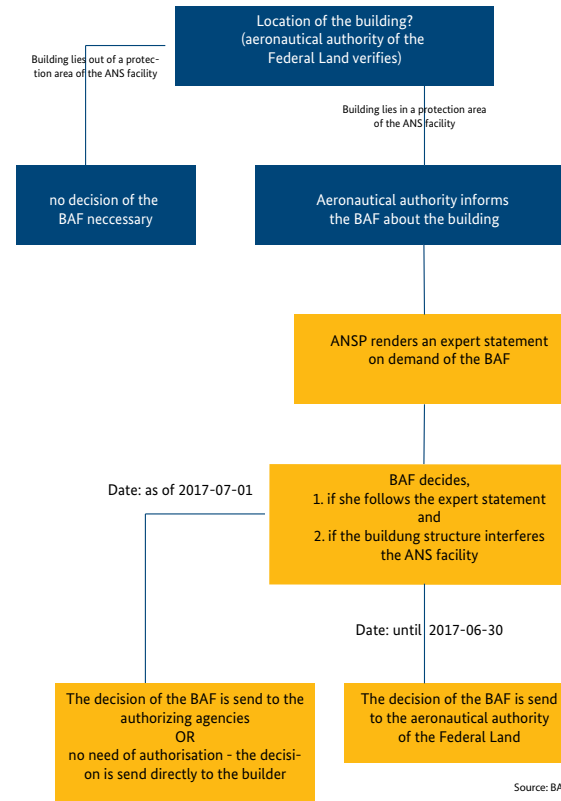 Location of the building?
(aeronautical authority of the
Federal Land verifies)
Building lies out of a protec-
tion area of the ANS facility
Building lies in a protection area
of the ANS facility
no decision of the
BAF neccessary
Aeronautical authority informs
the BAF about the building
ANSP renders an expert statement
on demand of the BAF
Date: as of 2017-07-01
BAF decides,
1. if she follows the expert statement
and
2. if the buildung structure interferes
the ANS facility
Date: until 2017-06-30
The decision of the BAF is send to the
authorizing agencies
OR
no need of authorisation - the decisi-
on is send directly to the builder
The decision of the BAF is send
to the aeronautical authority
of the Federal Land
Source: BA